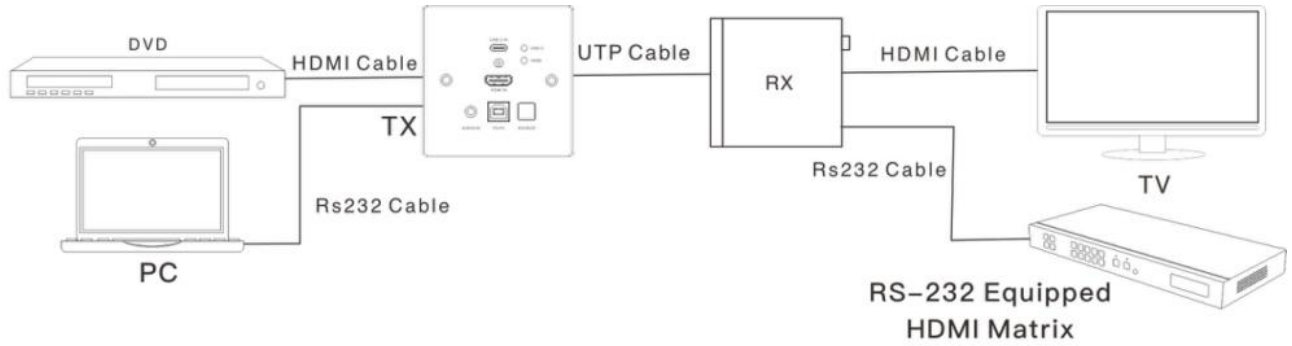 DVD
HDMI Cable
TX
UTP Cable
RX
HDMI Cable
TV
PC
Rs232 Cable
Rs232 Cable
RS-232 Equipped
HDMI Matrix